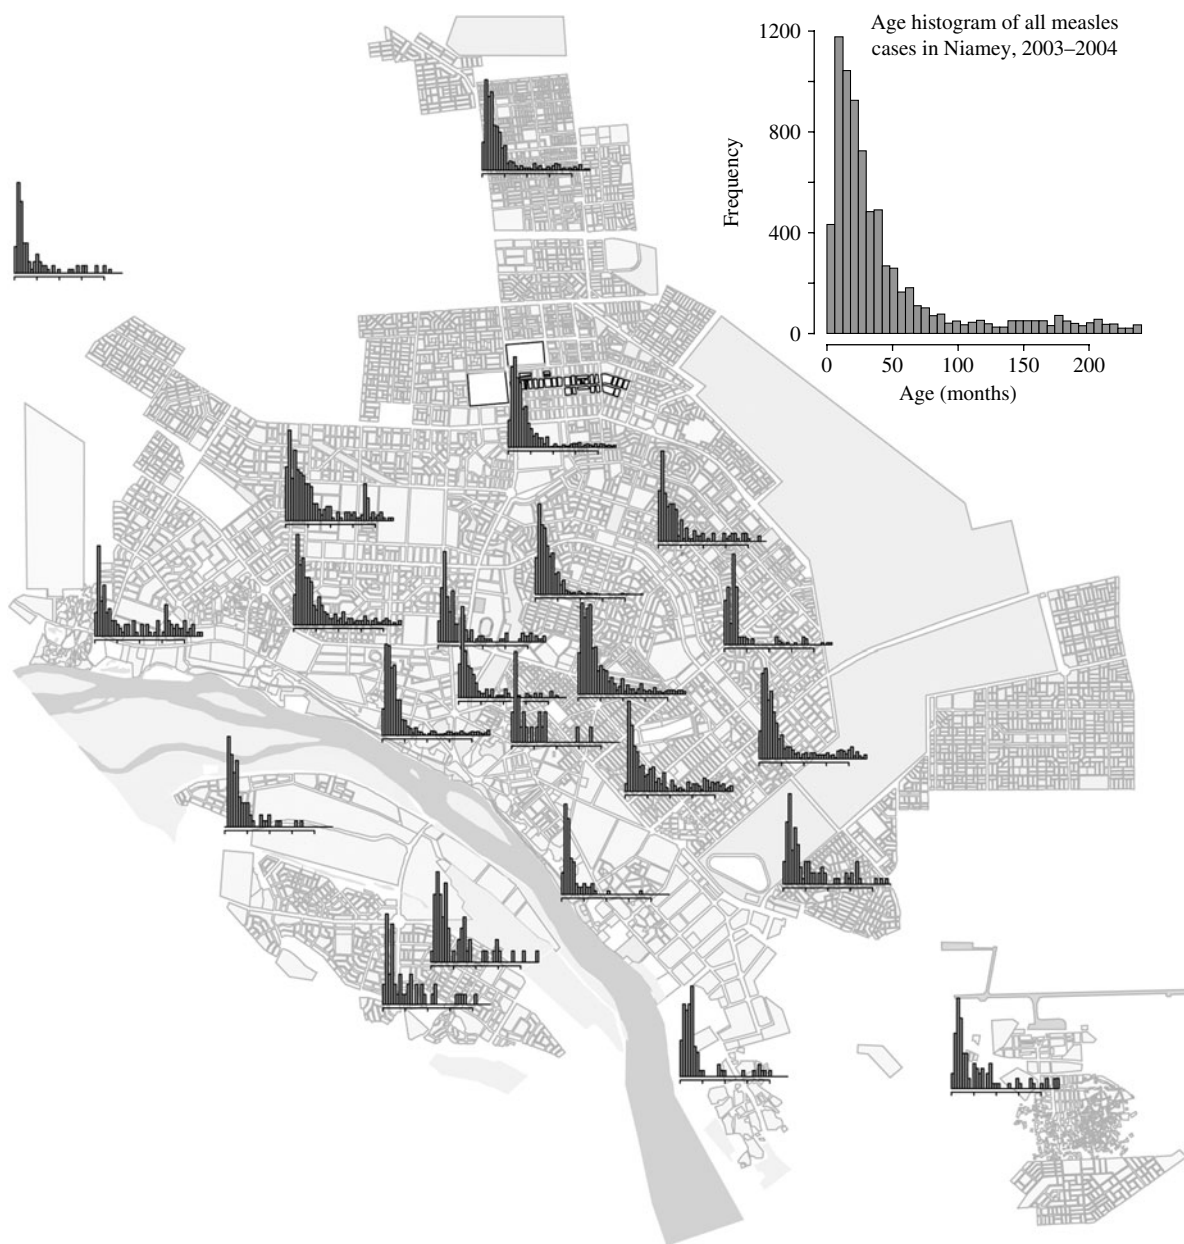 Age histogram of all measles
cases in Niamey, 2003–2004
1200
800
400
0
Frequency
0 50 100 150 200
Age (months)